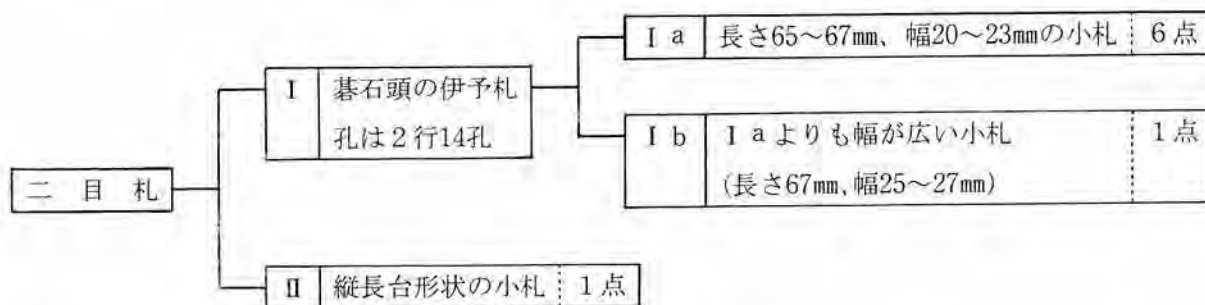 二目札
Ⅰ 碁石頭の伊予札
孔は2行14孔
Ⅰa 長さ65～67㎜、幅20～23㎜の小札 6点
Ⅰb Ⅰaよりも幅が広い小札 1点
(長さ67㎜、幅25～27㎜)
Ⅱ 縦長台形状の小札 1点